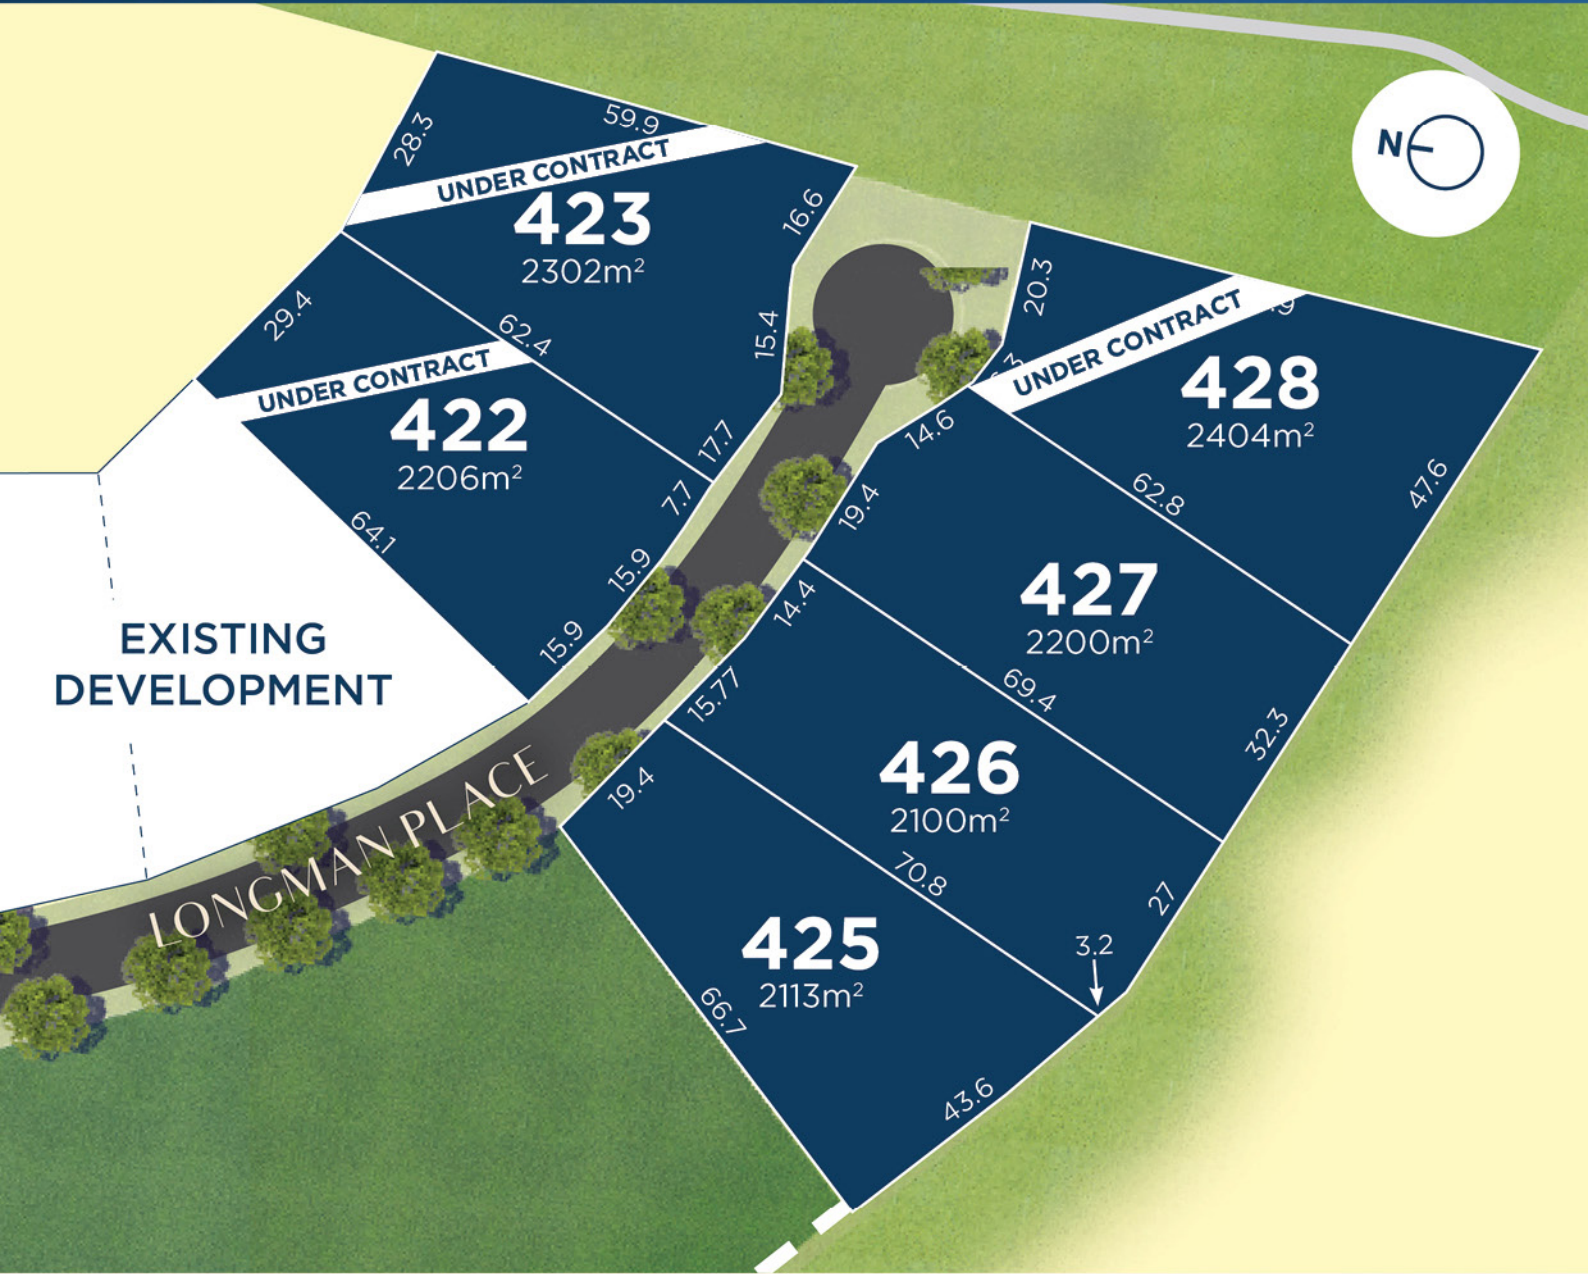 28.3
59.9
UNDER CONTRACT
423
2302m²
16.6
15.4
17.7
62.4
N
29.4
UNDER CONTRACT
422
2206m²
7.7
15.9
15.9
64.1
20.3
UNDER CONTRACT
428
2404m²
47.6
62.8
14.6
19.4
427
2200m²
32.3
69.4
14.4
15.77
426
2100m²
27
3.2
70.8
19.4
425
2113m²
66.7
43.6
EXISTING
DEVELOPMENT
LONGMAN PLACE